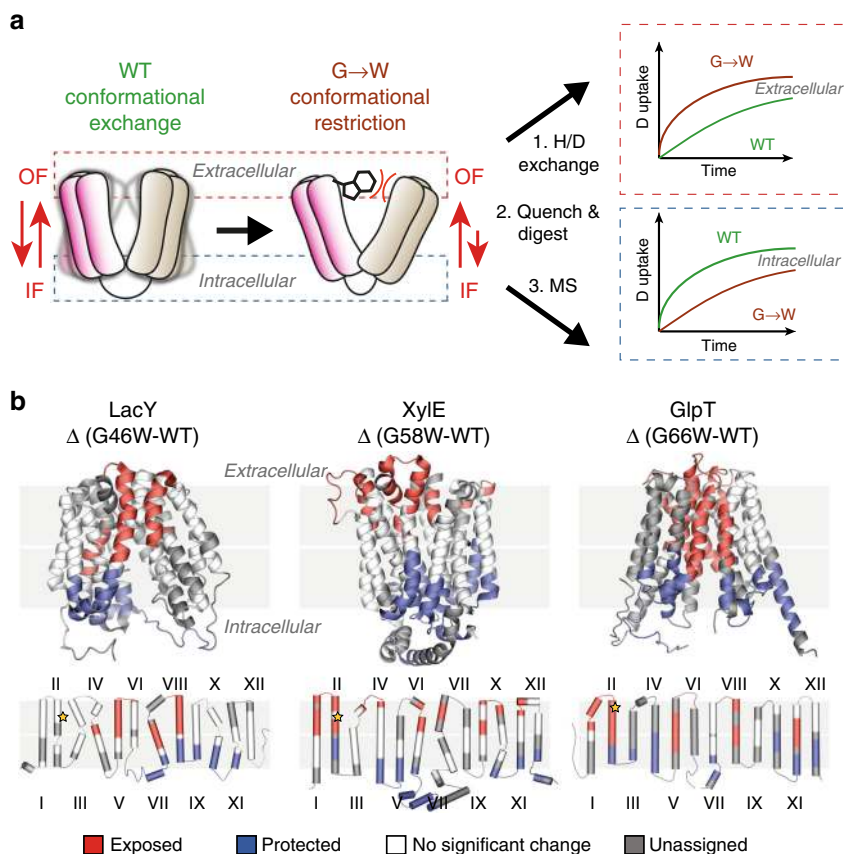 a
WT
conformational
exchange
G→W
conformational
restriction
Extracellular
OF
IF
OF
IF
Intracellular
1. H/D
exchange
2. Quench &
digest
3. MS
D uptake
G→W
Extracellular
WT
Time
D uptake
WT
Intracellular
G→W
Time
b
LacY
Δ (G46W-WT)
XylE
Δ (G58W-WT)
GlpT
Δ (G66W-WT)
Extracellular
Intracellular
II IV VI VIII X XII
I III V VII IX XI
II IV VI VIII X XII
I III V VII IX XI
II IV VI VIII X XII
I III V VII IX XI
Exposed
Protected
No significant change
Unassigned